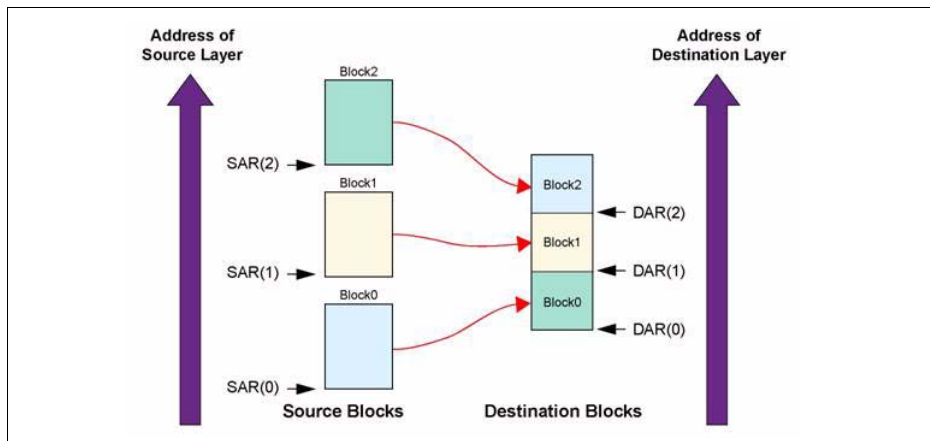 Address of
Source Layer
Address of
Destination Layer
Block2
SAR(2)
Block1
SAR(1)
Block0
SAR(0)
Block2
DAR(2)
Block1
DAR(1)
Block0
DAR(0)
Source Blocks
Destination Blocks